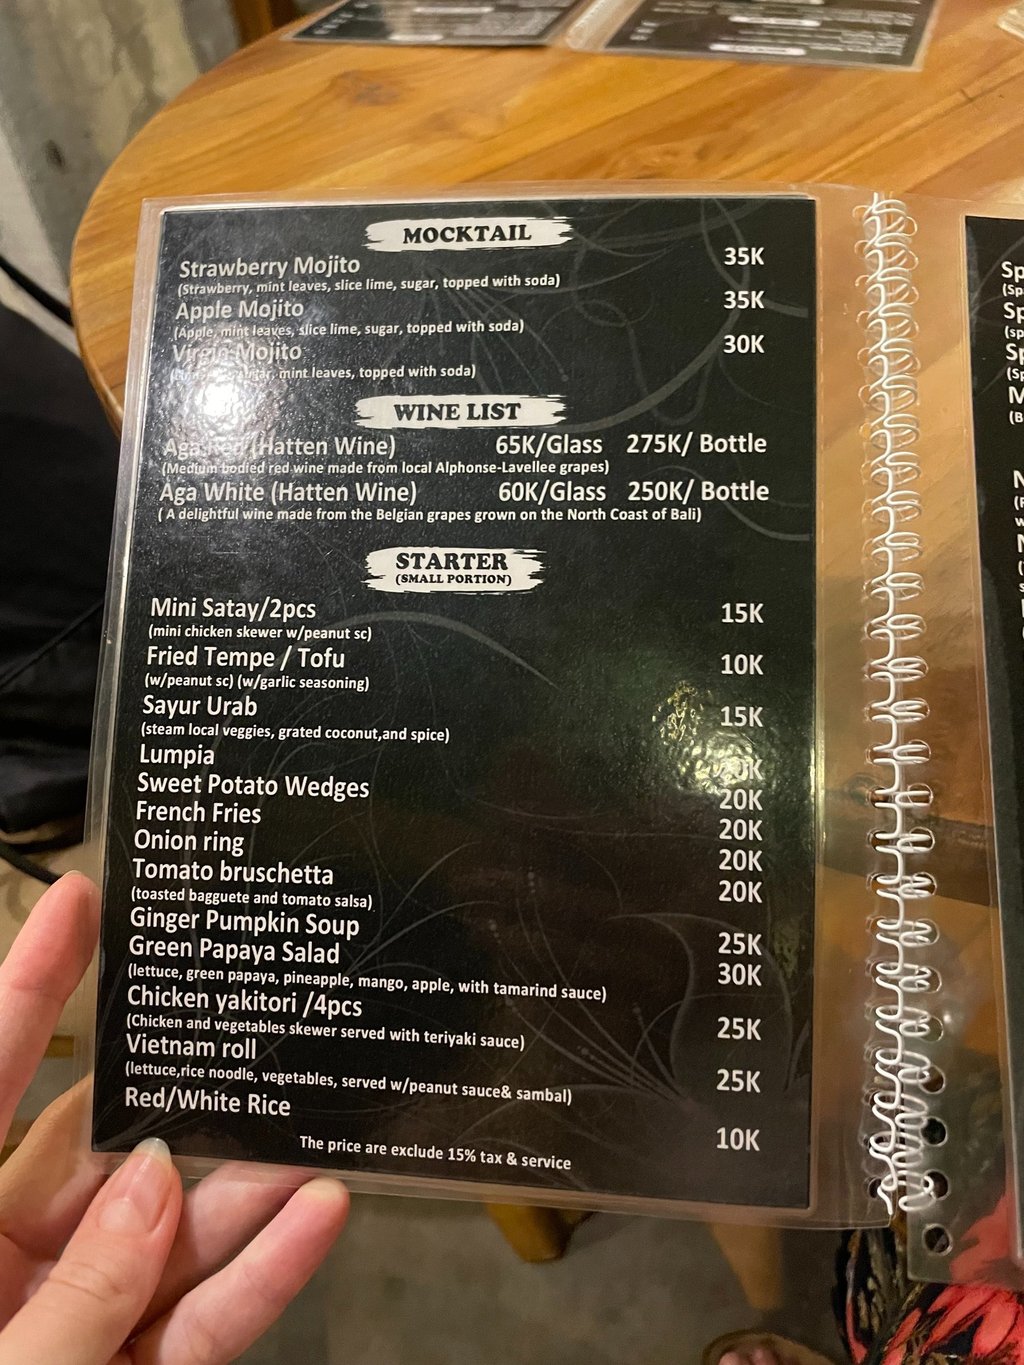 MOCKTAIL
Strawberry Mojito 35K
(Strawberry, mint leaves, slice lime, sugar, topped with soda)
Apple Mojito 35K
(Apple, mint leaves, slice lime, sugar, topped with soda)
Virgin Mojito 30K
mint leaves, topped with soda)
WINE LIST
Aga Red (Hatten Wine) 65K/Glass 275K/ Bottle
(Medium bodied red wine made from local Alphonse-Lavellee grapes)
Aga White (Hatten Wine) 60K/Glass 250K/ Bottle
( A delightful wine made from the Belgian grapes grown on the North Coast of Bali)
STARTER
(SMALL PORTION)
Mini Satay/2pcs 15K
(mini chicken skewer w/peanut sc)
Fried Tempe / Tofu 10K
(w/peanut sc) (w/garlic seasoning)
Sayur Urab 15K
(steam local veggies, grated coconut,and spice)
Lumpia
Sweet Potato Wedges 20K
French Fries 20K
Onion ring 20K
Tomato bruschetta 20K
(toasted bagguete and tomato salsa)
Ginger Pumpkin Soup 25K
Green Papaya Salad 30K
(lettuce, green papaya, pineapple, mango, apple, with tamarind sauce)
Chicken yakitori /4pcs 25K
(Chicken and vegetables skewer served with teriyaki sauce)
Vietnam roll 25K
(lettuce,rice noodle, vegetables, served w/peanut sauce& sambal)
Red/White Rice 10K
The price are exclude 15% tax & service